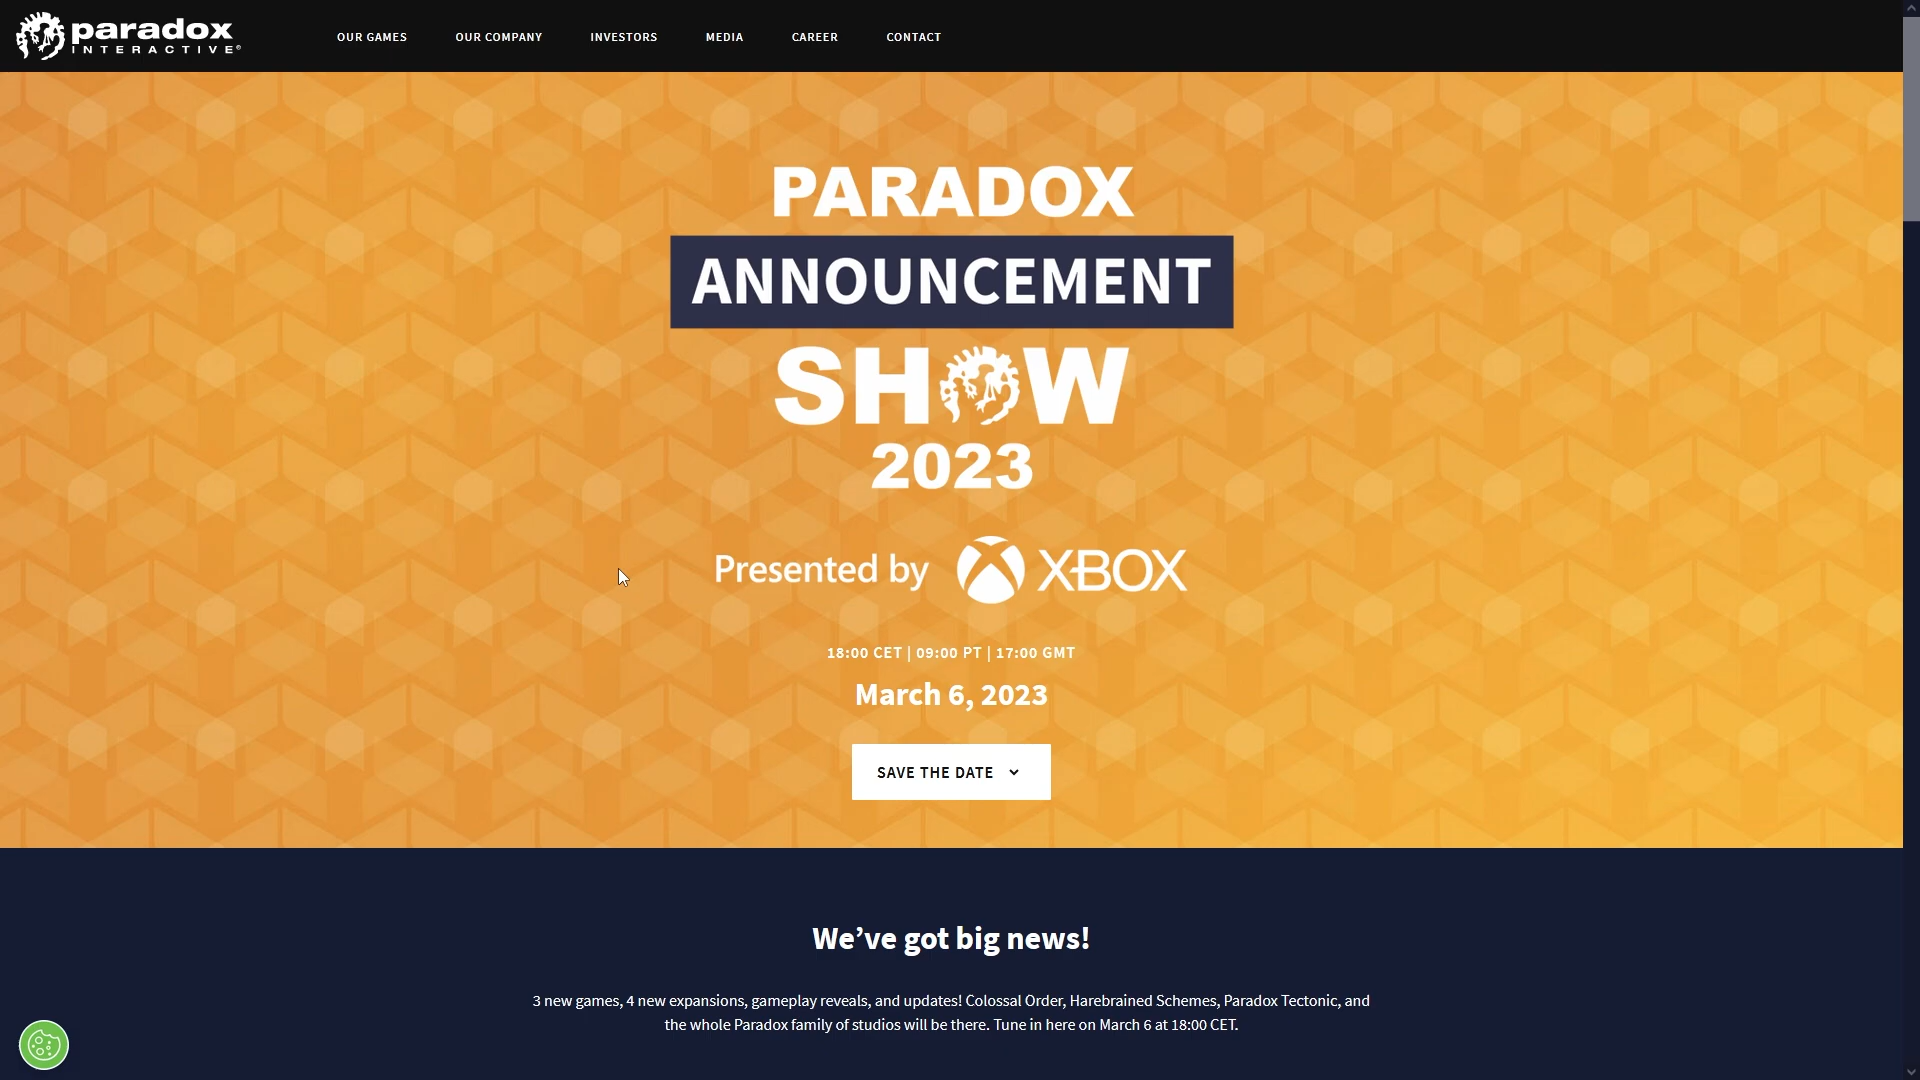 paradox
INTERACTIVE®
OUR GAMES
OUR COMPANY
INVESTORS
MEDIA
CAREER
CONTACT
PARADOX
ANNOUNCEMENT
SHOW
2023
Presented by XBOX
18:00 CET | 09:00 PT | 17:00 GMT
March 6, 2023
SAVE THE DATE
We’ve got big news!
3 new games, 4 new expansions, gameplay reveals, and updates! Colossal Order, Harebrained Schemes, Paradox Tectonic, and
the whole Paradox family of studios will be there. Tune in here on March 6 at 18:00 CET.